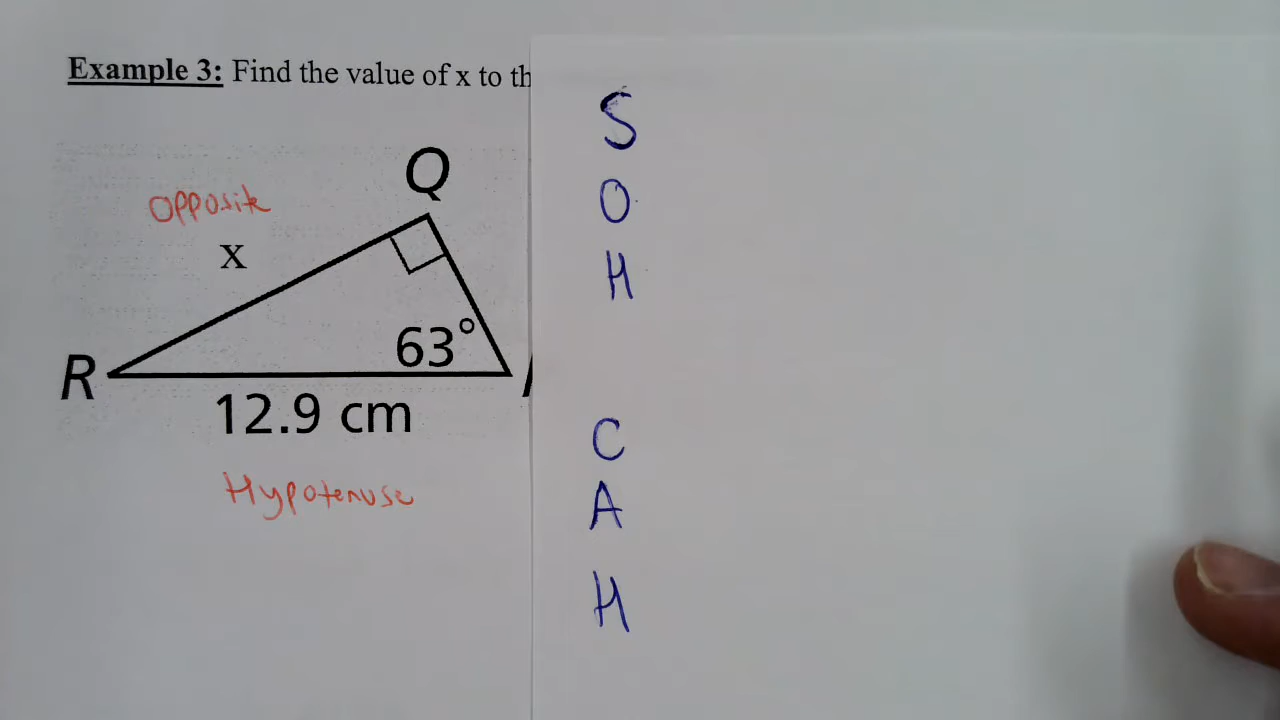 Example 3: Find the value of x to th
Q
Opposite
x
63°
R
12.9 cm
Hypotenuse
S
O
H
C
A
H